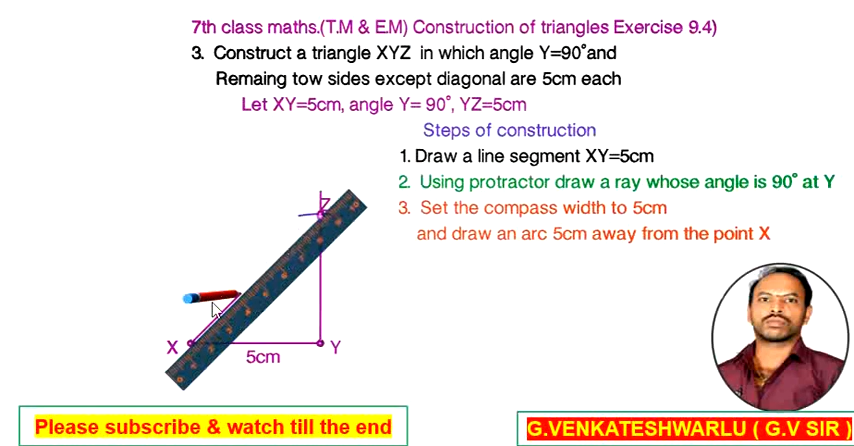 7th class maths.(T.M & E.M) Construction of triangles Exercise 9.4)
3. Construct a triangle XYZ in which angle Y=90°and
Remaing tow sides except diagonal are 5cm each
Let XY=5cm, angle Y= 90°, YZ=5cm
Steps of construction
1. Draw a line segment XY=5cm
2. Using protractor draw a ray whose angle is 90° at Y
3. Set the compass width to 5cm
and draw an arc 5cm away from the point X
Z
X
Y
5cm
Please subscribe & watch till the end
G.VENKATESHWARLU ( G.V SIR )